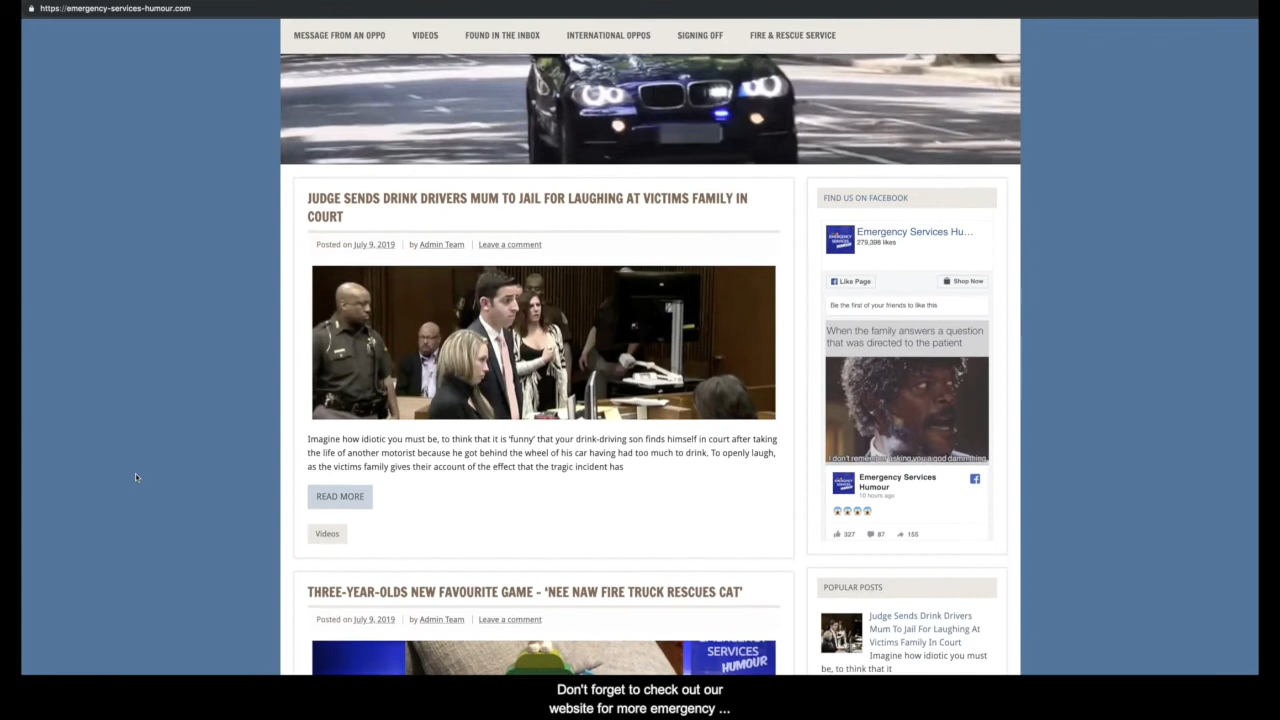 https://emergency-services-humour.com
MESSAGE FROM AN OPPO VIDEOS FOUND IN THE INBOX INTERNATIONAL OPPOS SIGNING OFF FIRE & RESCUE SERVICE
JUDGE SENDS DRINK DRIVERS MUM TO JAIL FOR LAUGHING AT VICTIMS FAMILY IN
COURT
Posted on July 9, 2019 | by Admin Team | Leave a comment
Imagine how idiotic you must be, to think that it is ‘funny’ that your drink-driving son finds himself in court after taking
the life of another motorist because he got behind the wheel of his car having had too much to drink. To openly laugh,
as the victims family gives their account of the effect that the tragic incident has
READ MORE
Videos
THREE-YEAR-OLDS NEW FAVOURITE GAME – ‘NEE NAW FIRE TRUCK RESCUES CAT’
Posted on July 9, 2019 | by Admin Team | Leave a comment
SERVICES
HUMOUR
FIND US ON FACEBOOK
Emergency Services Hu...
279,398 likes
Like Page
Shop Now
Be the first of your friends to like this
When the family answers a question
that was directed to the patient
I don't remember asking you a god damn thing
Emergency Services
Humour
10 hours ago
327 87 155
POPULAR POSTS
Judge Sends Drink Drivers
Mum To Jail For Laughing At
Victims Family In Court
Imagine how idiotic you must
be, to think that it
Don't forget to check out our
website for more emergency ...